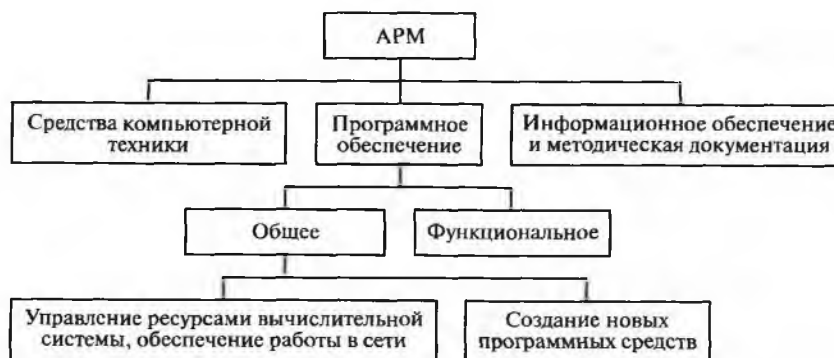 АРМ
Средства компьютерной
техники
Программное
обеспечение
Информационное обеспечение
и методическая документация
Общее
Функциональное
Управление ресурсами вычислительной
системы, обеспечение работы в сети
Создание новых
программных средств